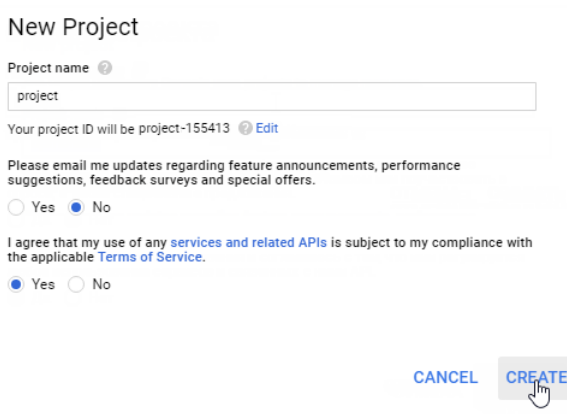 New Project
Project name ?
project
Your project ID will be project-155413 ? Edit
Please email me updates regarding feature announcements, performance
suggestions, feedback surveys and special offers.
Yes No
I agree that my use of any services and related APIs is subject to my compliance with
the applicable Terms of Service.
Yes No
CANCEL CREATE